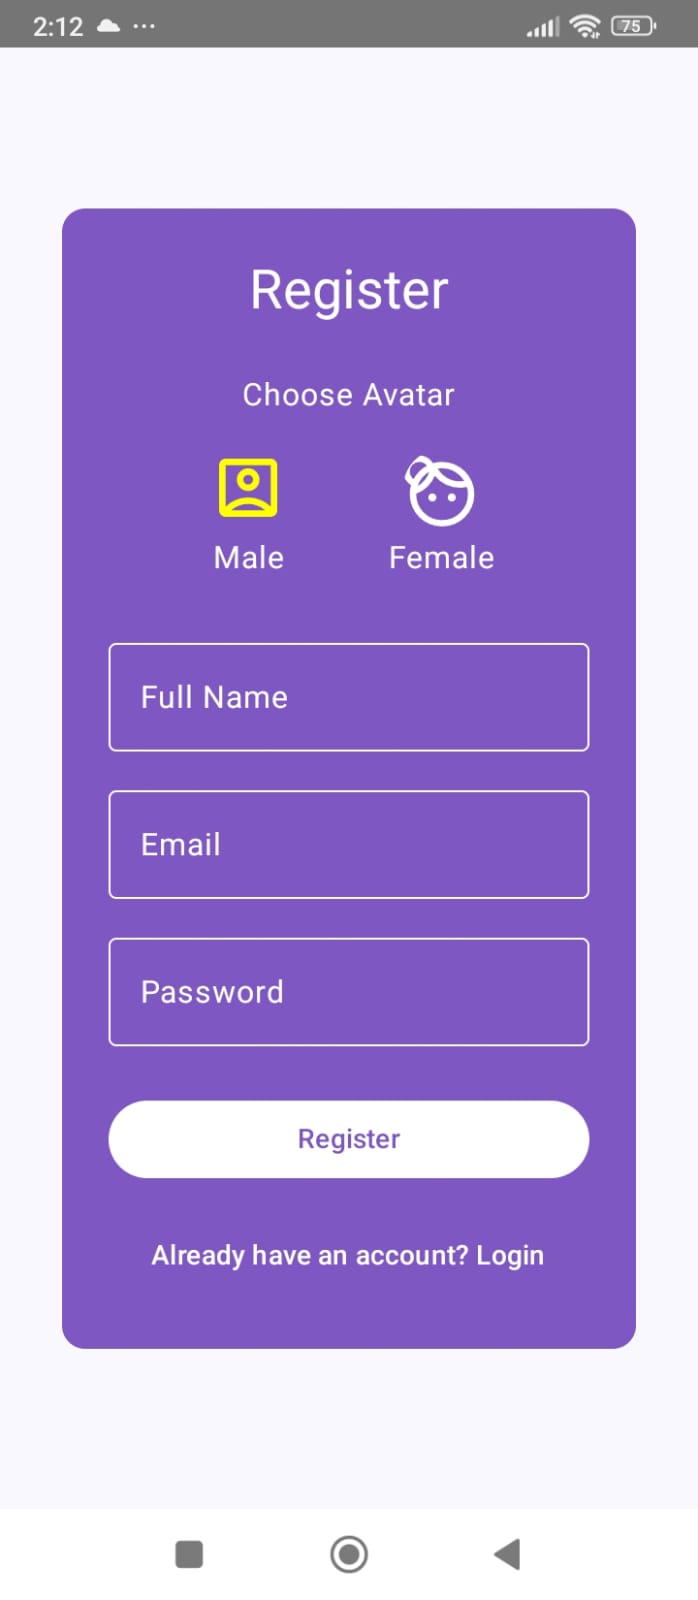 2:12 ... 75
Register
Choose Avatar
Male Female
Full Name
Email
Password
Register
Already have an account? Login